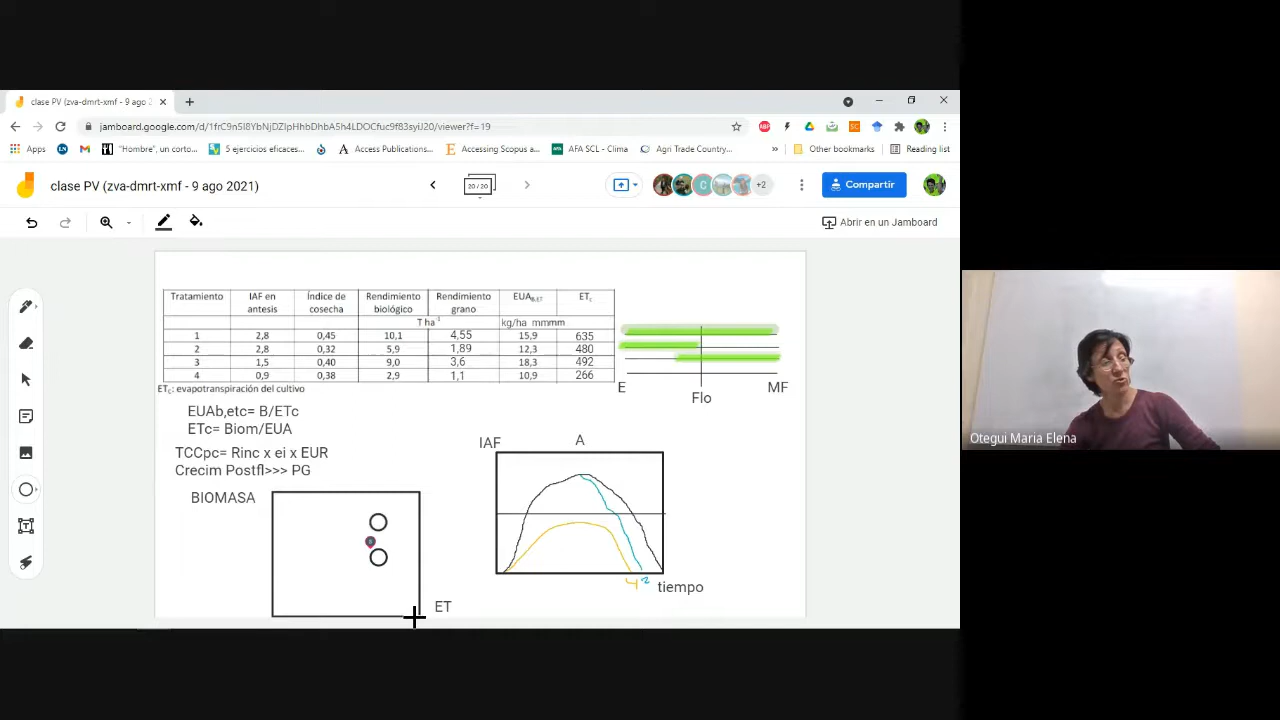 clase PV (zva-dmrt-xmf - 9 ago 2
jamboard.google.com/d/
/viewer?f=19
Apps
"Hombre", un corto...
5 ejercicios eficaces...
Access Publications...
Accessing Scopus a...
AFA SCL - Clima
Agri Trade Country...
»
Other bookmarks
Reading list
clase PV (zva-dmrt-xmf - 9 ago 2021)
20 / 20
C
+2
Compartir
Abrir en un Jamboard
Tratamiento IAF en antesis Índice de cosecha Rendimiento biológico Rendimiento grano EUA B,ET ETc
T ha⁻¹ kg/ha mmmm
1 2,8 0,45 10,1 4,55 15,9 635
2 2,8 0,32 5,9 1,89 12,3 480
3 1,5 0,40 9,0 3,6 18,3 492
4 0,9 0,38 2,9 1,1 10,9 266
ETc: evapotranspiración del cultivo
E
Flo
MF
EUAb,etc= B/ETc
ETc= Biom/EUA
TCCpc= Rinc x ei x EUR
Crecim Postfl>>> PG
BIOMASA
ET
IAF
A
4 2
tiempo
Otegui Maria Elena